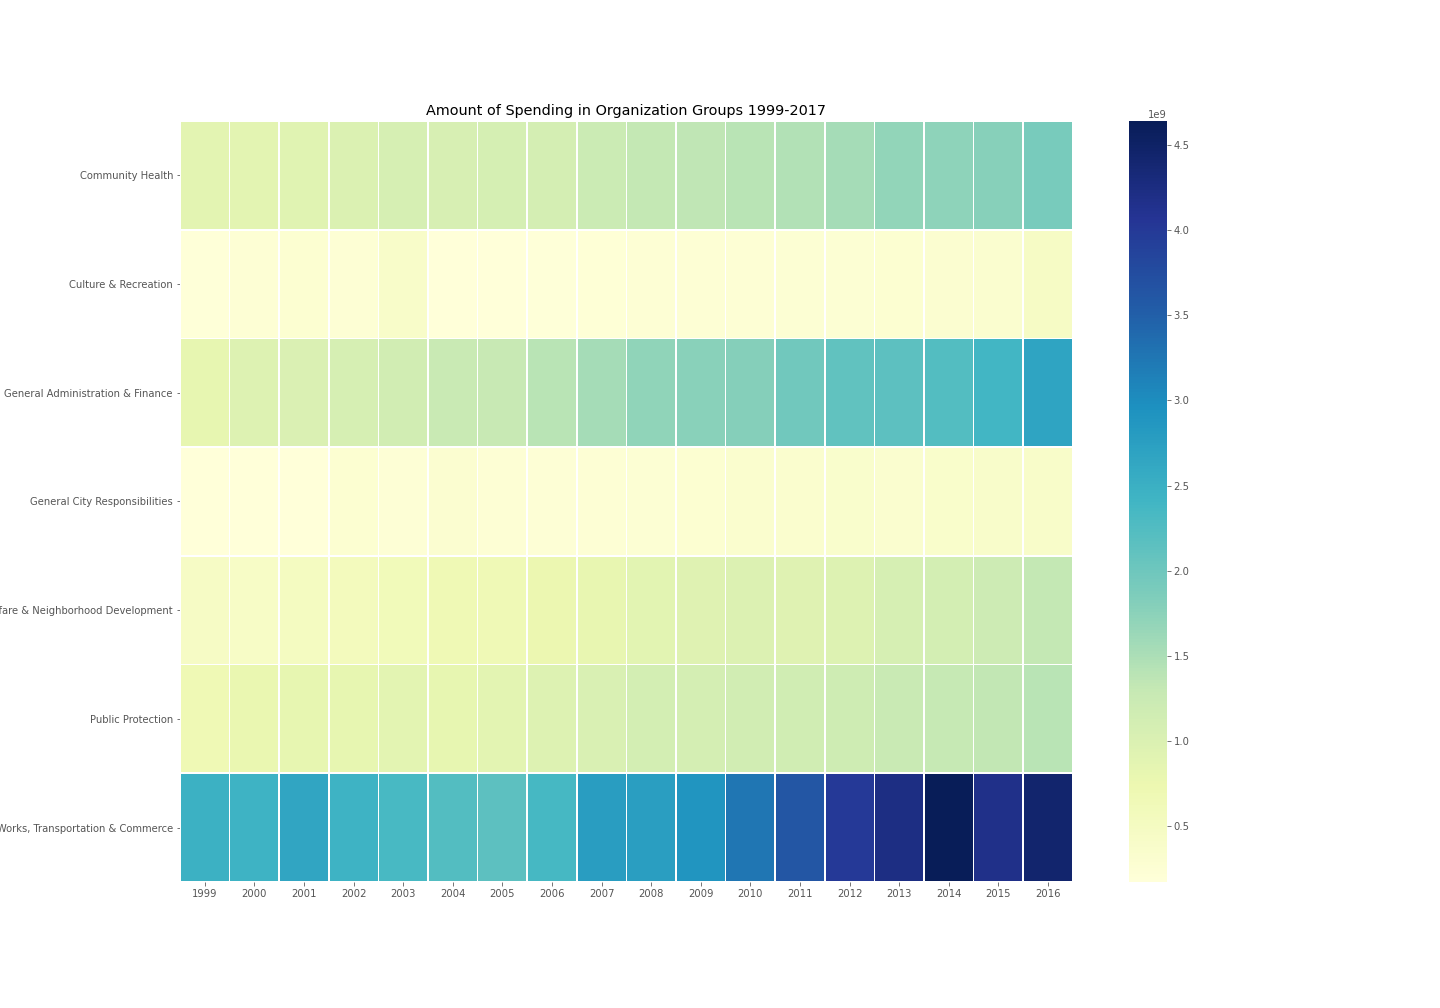 Amount of Spending in Organization Groups 1999-2017
1e9
Community Health
Culture & Recreation
General Administration & Finance
General City Responsibilities
& Neighborhood Development
Public Protection
Works, Transportation & Commerce
1999 2000 2001 2002 2003 2004 2005 2006 2007 2008 2009 2010 2011 2012 2013 2014 2015 2016
4.5
4.0
3.5
3.0
2.5
2.0
1.5
1.0
0.5